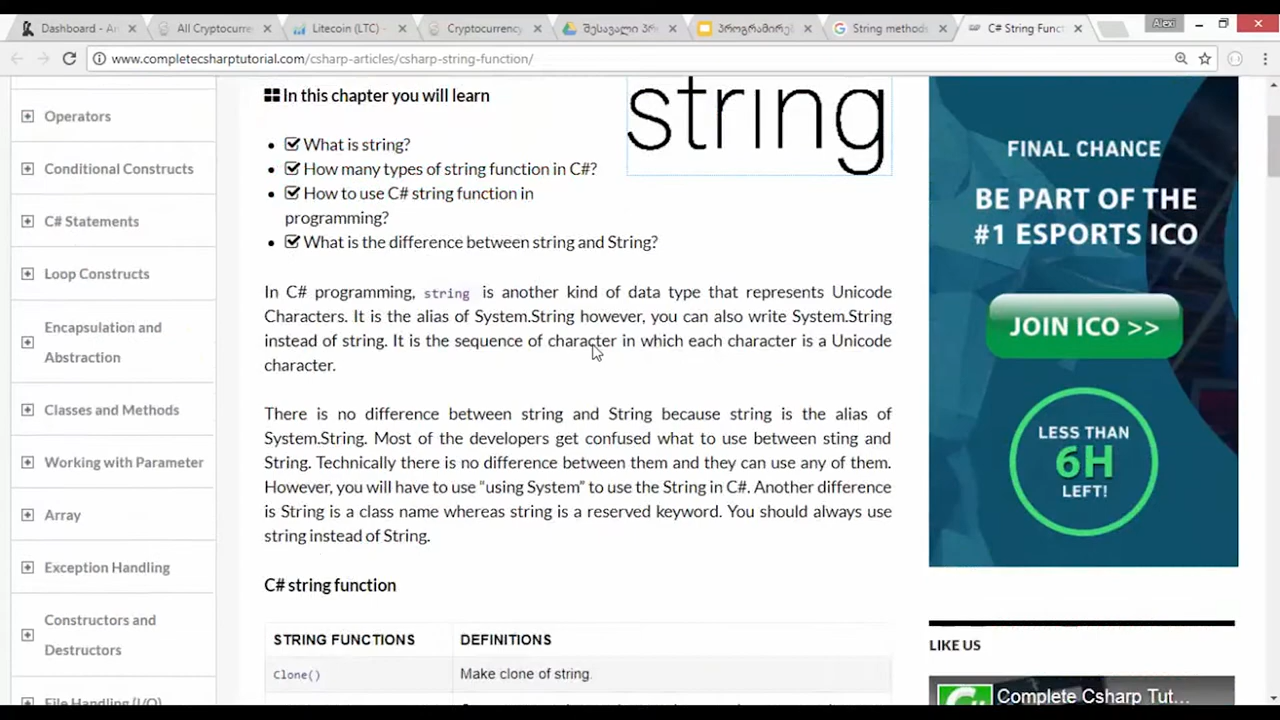 Dashboard - A
All Cryptocurre
Litecoin (LTC) -
Cryptocurrency
შესავალი პრ
პროგრამირე
String methods
C# String Funct
Alexi
www.completecsharptutorial.com/csharp-articles/csharp-string-function/
Operators
Conditional Constructs
C# Statements
Loop Constructs
Encapsulation and
Abstraction
Classes and Methods
Working with Parameter
Array
Exception Handling
Constructors and
Destructors
File Handling (I/O)
In this chapter you will learn
What is string?
How many types of string function in C#?
How to use C# string function in
programming?
What is the difference between string and String?
string
In C# programming, string is another kind of data type that represents Unicode
Characters. It is the alias of System.String however, you can also write System.String
instead of string. It is the sequence of character in which each character is a Unicode
character.
There is no difference between string and String because string is the alias of
System.String. Most of the developers get confused what to use between sting and
String. Technically there is no difference between them and they can use any of them.
However, you will have to use “using System” to use the String in C#. Another difference
is String is a class name whereas string is a reserved keyword. You should always use
string instead of String.
C# string function
STRING FUNCTIONS DEFINITIONS
Clone() Make clone of string.
FINAL CHANCE
BE PART OF THE
#1 ESPORTS ICO
JOIN ICO >>
LESS THAN
6H
LEFT!
LIKE US
Complete Csharp Tut...